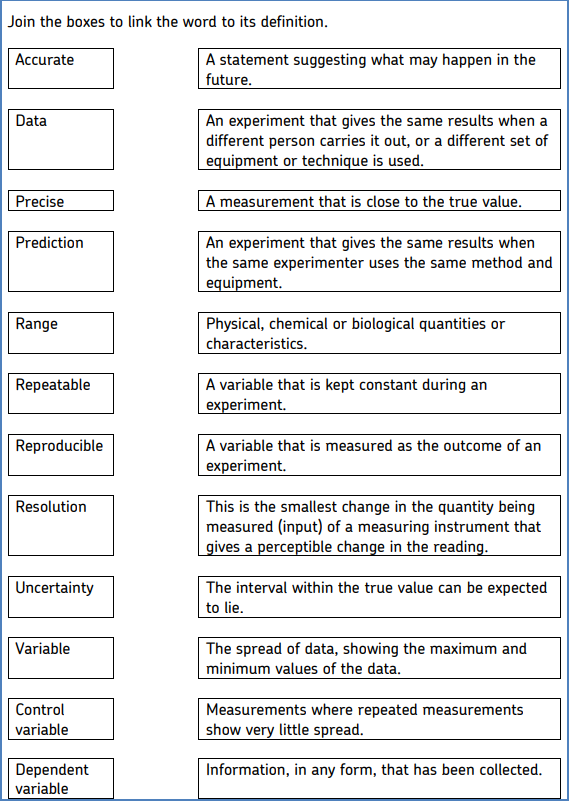 Join the boxes to link the word to its definition.
Accurate
A statement suggesting what may happen in the
future.
Data
An experiment that gives the same results when a
different person carries it out, or a different set of
equipment or technique is used.
Precise
A measurement that is close to the true value.
Prediction
An experiment that gives the same results when
the same experimenter uses the same method and
equipment.
Range
Physical, chemical or biological quantities or
characteristics.
Repeatable
A variable that is kept constant during an
experiment.
Reproducible
A variable that is measured as the outcome of an
experiment.
Resolution
This is the smallest change in the quantity being
measured (input) of a measuring instrument that
gives a perceptible change in the reading.
Uncertainty
The interval within the true value can be expected
to lie.
Variable
The spread of data, showing the maximum and
minimum values of the data.
Control
variable
Measurements where repeated measurements
show very little spread.
Dependent
variable
Information, in any form, that has been collected.